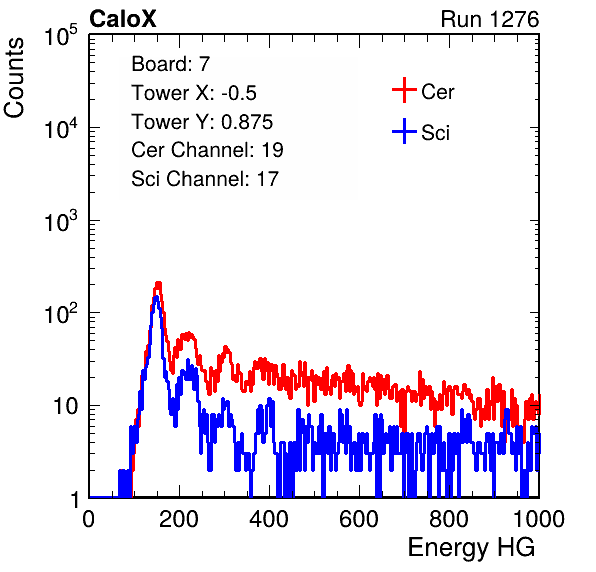 CaloX Run 1276
Counts
Board: 7
Tower X: -0.5
Tower Y: 0.875
Cer Channel: 19
Sci Channel: 17
Cer
Sci
10^5
10^4
10^3
10^2
10
1
0 200 400 600 800 1000
Energy HG